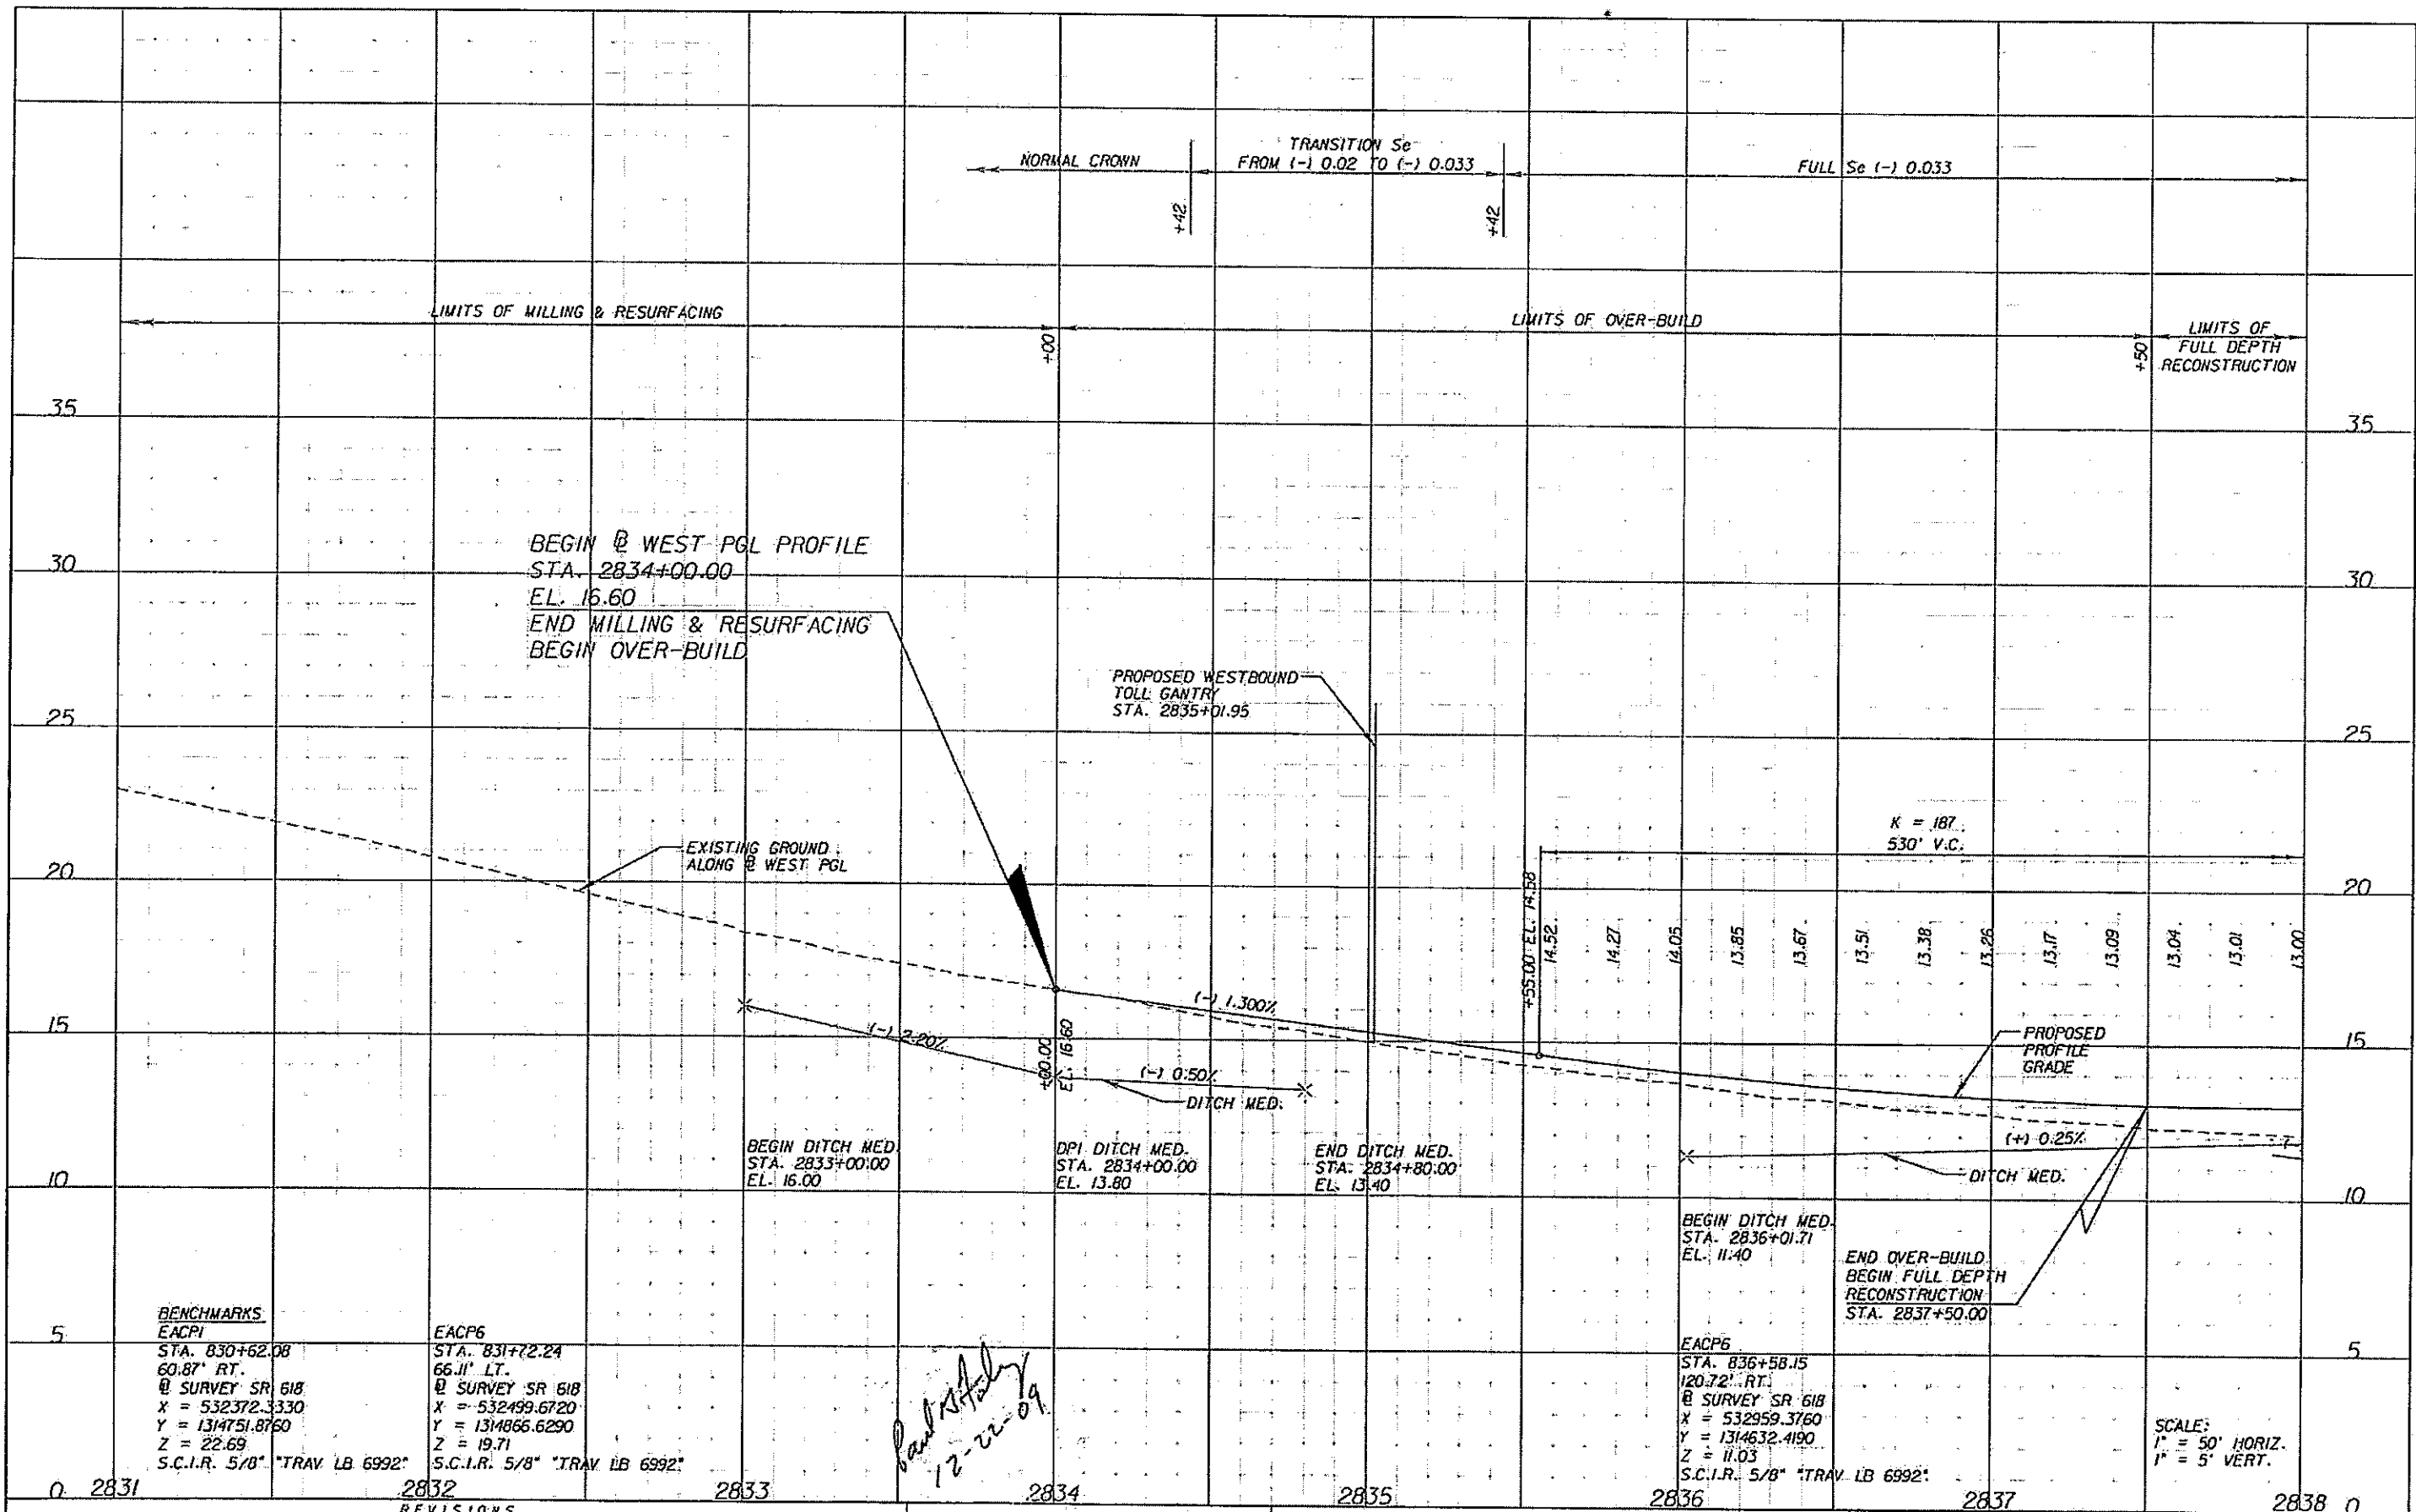 TRANSITION Se
FROM (-) 0.02 TO (-) 0.033
NORMAL CROWN
FULL Se (-) 0.033
+42
+42
LIMITS OF MILLING & RESURFACING
LIMITS OF OVER-BUILD
LIMITS OF
FULL DEPTH
RECONSTRUCTION
+00
+50
35
35
BEGIN ⅊ WEST PGL PROFILE
STA. 2834+00.00
EL. 16.60
END MILLING & RESURFACING
BEGIN OVER-BUILD
30
30
PROPOSED WESTBOUND
TOLL GANTRY
STA. 2835+01.95
25
25
K = 187
530' V.C.
EXISTING GROUND
ALONG ⅊ WEST PGL
20
20
+55.00 EL. 14.58
14.52
14.27
14.05
13.85
13.67
13.51
13.38
13.26
13.17
13.09
13.04
13.01
13.00
(-) 1.300%
15
15
(-) 2.20%
+00.00
EL. 16.60
(-) 0.50%
DITCH MED.
PROPOSED
PROFILE
GRADE
(+) 0.25%
DITCH MED.
BEGIN DITCH MED.
STA. 2833+00.00
EL. 16.00
DPI DITCH MED.
STA. 2834+00.00
EL. 13.80
END DITCH MED.
STA. 2834+80.00
EL. 13.40
10
10
BEGIN DITCH MED.
STA. 2836+01.71
EL. 11.40
END OVER-BUILD
BEGIN FULL DEPTH
RECONSTRUCTION
STA. 2837+50.00
BENCHMARKS
EACP1
STA. 830+62.08
60.87' RT.
⅊ SURVEY SR 618
X = 532372.3330
Y = 1314751.8760
Z = 22.69
S.C.I.R. 5/8" "TRAV LB 6992"
EACP6
STA. 831+72.24
66.11' LT.
⅊ SURVEY SR 618
X = 532499.6720
Y = 1314866.6290
Z = 19.71
S.C.I.R. 5/8" "TRAV LB 6992"
5
5
Paul
12-22-09
EACP6
STA. 836+58.15
120.72' RT.
⅊ SURVEY SR 618
X = 532959.3760
Y = 1314632.4190
Z = 11.03
S.C.I.R. 5/8" "TRAV LB 6992"
SCALE:
1" = 50' HORIZ.
1" = 5' VERT.
0
2831
2832
2833
2834
2835
2836
2837
2838
0
REVISIONS